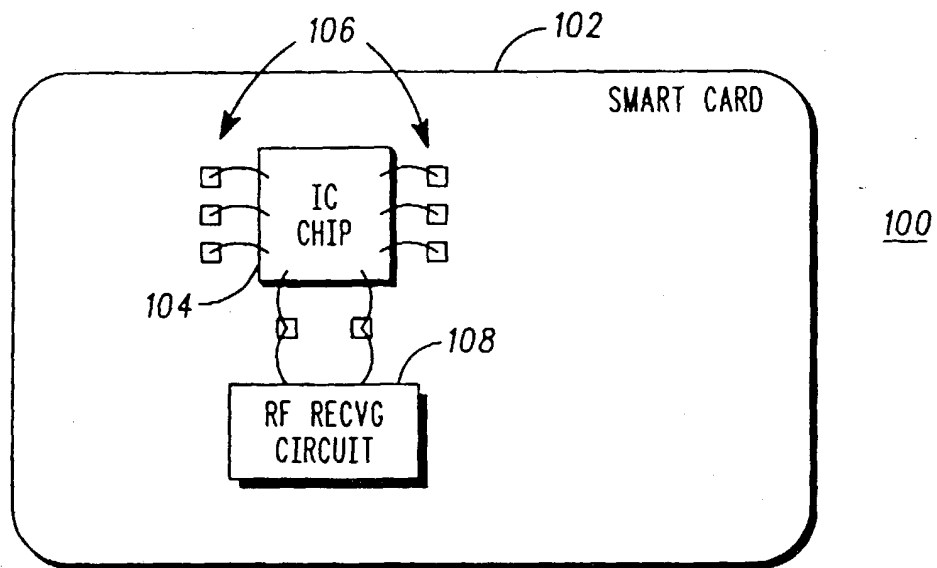 106
102
SMART CARD
IC
CHIP
100
104
108
RF RECVG
CIRCUIT